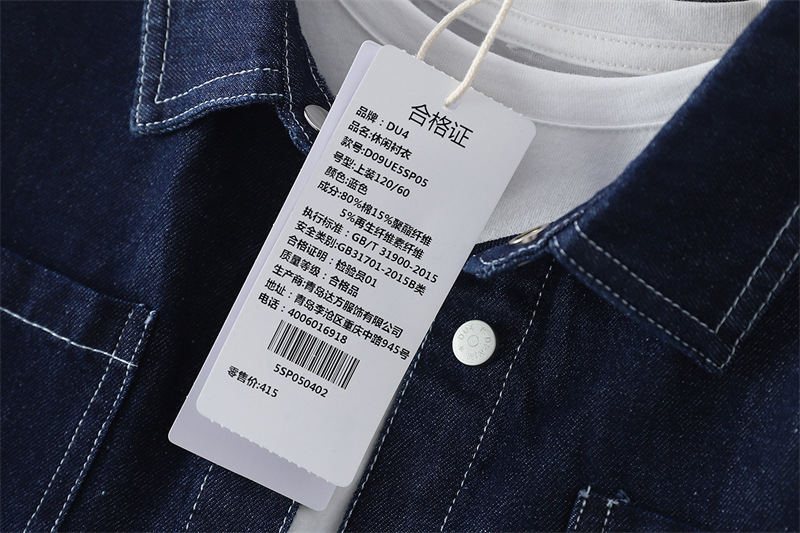 合格证
品牌：DU4
品名:休闲衬衣
款号:D09UE5SP05
号型:上装120/60
颜色:蓝色
成分:80%棉15%聚酯纤维
5%再生纤维素纤维
执行标准：GB/T 31900-2015
安全类别:GB31701-2015B类
合格证明：检验员01
质量等级：合格品
生产商:青岛达方服饰有限公司
地址：青岛李沧区重庆中路945号
电话：4006016918
5SP050402
零售价:415